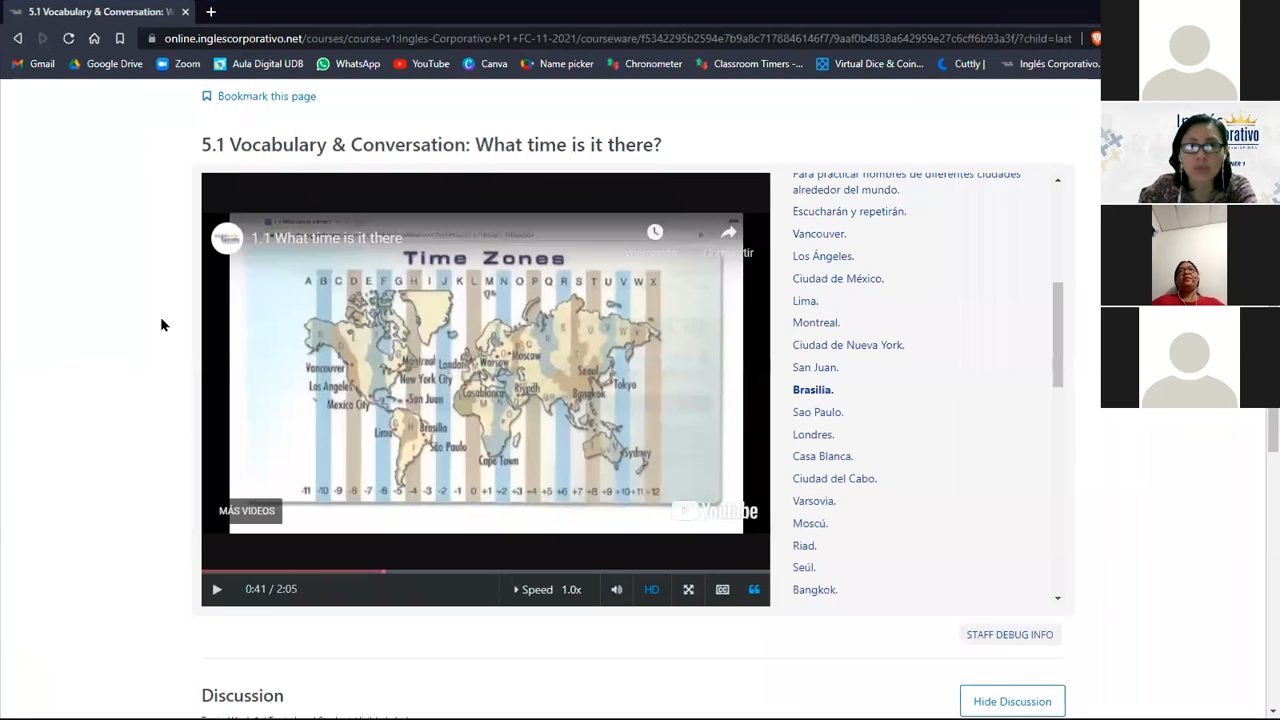 5.1 Vocabulary & Conversation: W
online.inglescorporativo.net/courses/course-v1:Ingles-Corporativo+P1+FC-11-2021/courseware/f5342295b2594e7b9a8c7178846146f7/9aaf0b4838a642959e27c6cff6b93a3f/?child=last
Gmail
Google Drive
Zoom
Aula Digital UDB
WhatsApp
YouTube
Canva
Name picker
Chronometer
Classroom Timers -...
Virtual Dice & Coin...
Cuttly |
Inglés Corporativo.
Bookmark this page
5.1 Vocabulary & Conversation: What time is it there?
1.1 What time is it there
Time Zones
A B C D E F G H I J K L M N O P Q R S T U V W X
Montreal
London
Warsaw
Moscow
Vancouver
New York City
Seoul
Los Angeles
Casablanca
Riyadh
Bangkok
Tokyo
Mexico City
San Juan
Lima
Brasília
São Paulo
Cape Town
Sydney
-11 -10 -9 -8 -7 -6 -5 -4 -3 -2 -1 0 +1 +2 +3 +4 +5 +6 +7 +8 +9 +10 +11 +12
MÁS VIDEOS
YouTube
0:41 / 2:05
Speed 1.0x
HD
Para practicar nombres de diferentes ciudades
alrededor del mundo.
Escucharán y repetirán.
Vancouver.
Los Ángeles.
Ciudad de México.
Lima.
Montreal.
Ciudad de Nueva York.
San Juan.
Brasilia.
Sao Paulo.
Londres.
Casa Blanca.
Ciudad del Cabo.
Varsovia.
Moscú.
Riad.
Seúl.
Bangkok.
STAFF DEBUG INFO
Discussion
Hide Discussion